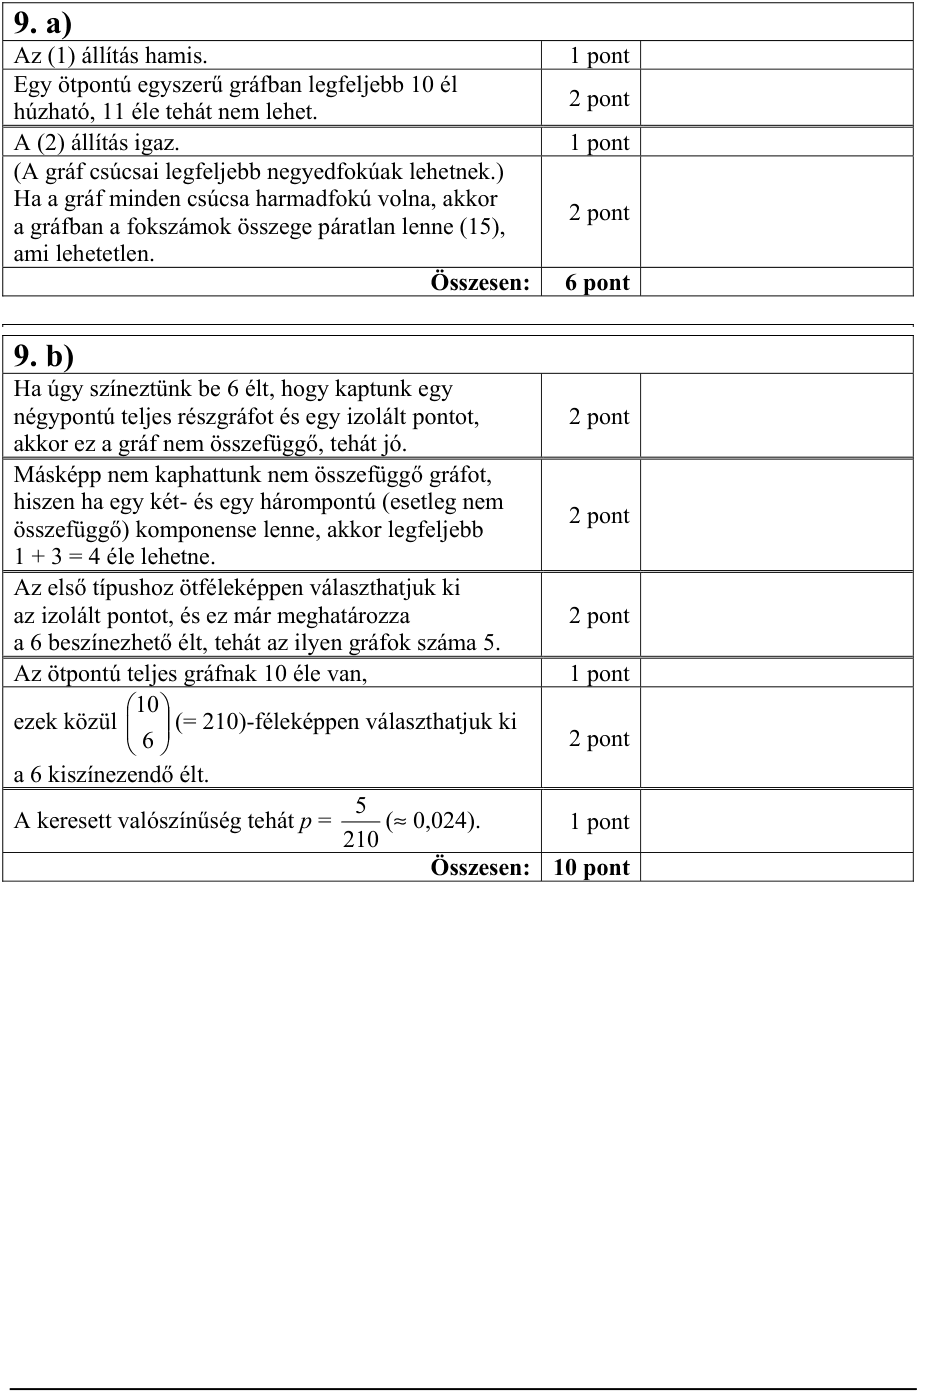 9. a)
Az (1) állítás hamis. 1 pont
Egy ötpontú egyszerű gráfban legfeljebb 10 él
húzható, 11 éle tehát nem lehet.
2 pont
A (2) állítás igaz. 1 pont
(A gráf csúcsai legfeljebb negyedfokúak lehetnek.)
Ha a gráf minden csúcsa harmadfokú volna, akkor
a gráfban a fokszámok összege páratlan lenne (15),
ami lehetetlen.
2 pont
Összesen: 6 pont
9. b)
Ha úgy színeztünk be 6 élt, hogy kaptunk egy
négypontú teljes részgráfot és egy izolált pontot,
akkor ez a gráf nem összefüggő, tehát jó.
2 pont
Másképp nem kaphattunk nem összefüggő gráfot,
hiszen ha egy két- és egy hárompontú (esetleg nem
összefüggő) komponense lenne, akkor legfeljebb
1 + 3 = 4 éle lehetne.
2 pont
Az első típushoz ötféleképpen választhatjuk ki
az izolált pontot, és ez már meghatározza
a 6 beszínezhető élt, tehát az ilyen gráfok száma 5.
2 pont
Az ötpontú teljes gráfnak 10 éle van, 1 pont
ezek közül (10 6) (= 210)-féleképpen választhatjuk ki
a 6 kiszínezendő élt.
2 pont
A keresett valószínűség tehát p = 5/210 (≈ 0,024). 1 pont
Összesen: 10 pont